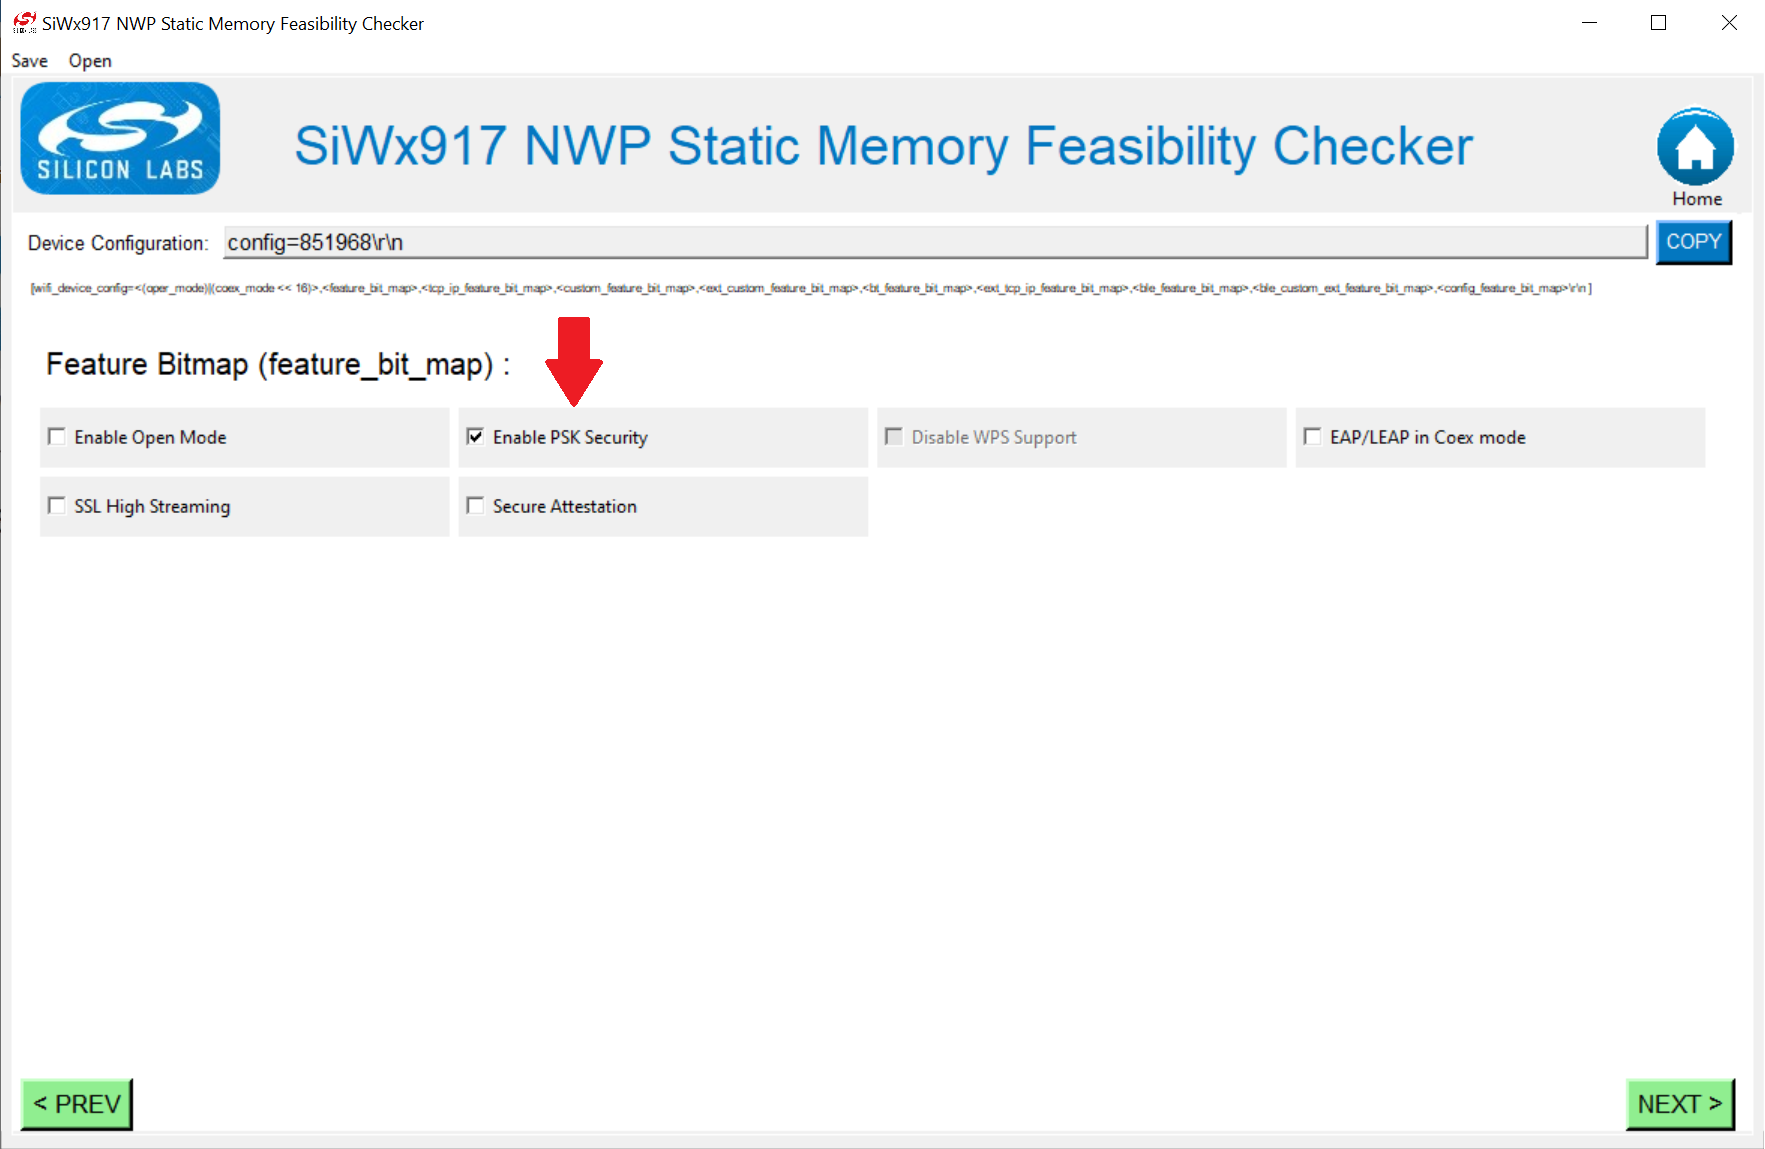 SiWx917 NWP Static Memory Feasibility Checker
Save Open
SILICON LABS
SiWx917 NWP Static Memory Feasibility Checker
Home
Device Configuration: config=851968\r\n COPY
[wifi_device_config=<(oper_mode)|(coex_mode << 16)>,<feature_bit_map>,<tcp_ip_feature_bit_map>,<custom_feature_bit_map>,<ext_custom_feature_bit_map>,<bt_feature_bit_map>,<ext_tcp_ip_feature_bit_map>,<ble_feature_bit_map>,<ble_custom_ext_feature_bit_map>,<config_feature_bit_map>\r\n ]
Feature Bitmap (feature_bit_map) :
Enable Open Mode Enable PSK Security Disable WPS Support EAP/LEAP in Coex mode
SSL High Streaming Secure Attestation
< PREV NEXT >